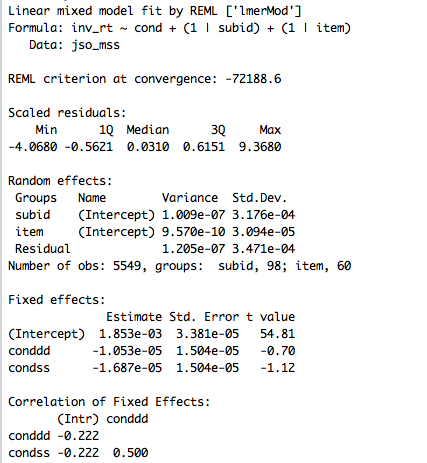 Linear mixed model fit by REML ['lmerMod']
Formula: inv_rt ~ cond + (1 | subid) + (1 | item)
   Data: jso_mss

REML criterion at convergence: -72188.6

Scaled residuals:
    Min      1Q  Median      3Q     Max
-4.0680 -0.5621  0.0310  0.6151  9.3680

Random effects:
 Groups   Name        Variance  Std.Dev.
 subid    (Intercept) 1.009e-07 3.176e-04
 item     (Intercept) 9.570e-10 3.094e-05
 Residual             1.205e-07 3.471e-04
Number of obs: 5549, groups:  subid, 98; item, 60

Fixed effects:
              Estimate Std. Error t value
(Intercept)  1.853e-03  3.381e-05   54.81
conddd      -1.053e-05  1.504e-05   -0.70
condss      -1.687e-05  1.504e-05   -1.12

Correlation of Fixed Effects:
       (Intr) conddd
conddd -0.222
condss -0.222  0.500